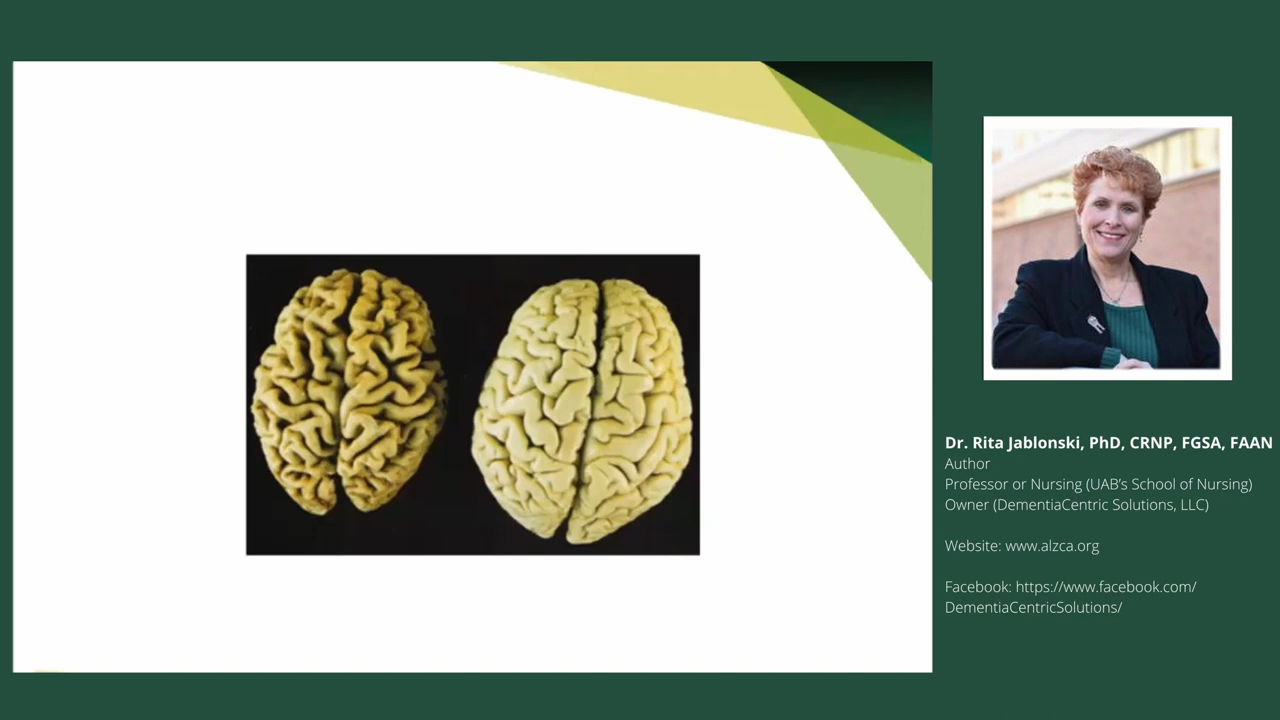 Dr. Rita Jablonski, PhD, CRNP, FGSA, FAAN
Author
Professor or Nursing (UAB’s School of Nursing)
Owner (DementiaCentric Solutions, LLC)
Website: www.alzca.org
Facebook: https://www.facebook.com/
DementiaCentricSolutions/